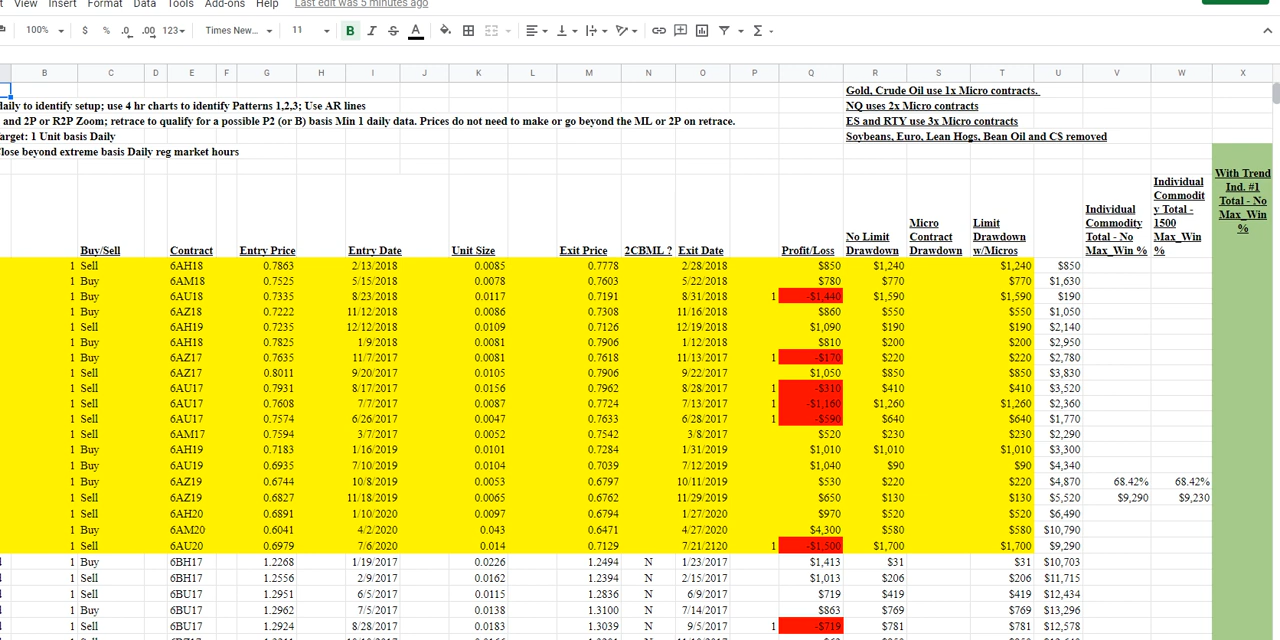 View Insert Format Data Tools Add-ons Help Last edit was 5 minutes ago
100% $ % .0 .00 123 Times New... 11 B I S A
B C D E F G H I J K L M N O P Q R S T U V W X
Gold, Crude Oil use 1x Micro contracts.
daily to identify setup; use 4 hr charts to identify Patterns 1,2,3; Use AR lines NQ uses 2x Micro contracts
and 2P or R2P Zoom; retrace to qualify for a possible P2 (or B) basis Min 1 daily data. Prices do not need to make or go beyond the ML or 2P on retrace. ES and RTY use 3x Micro contracts
arget: 1 Unit basis Daily Soybeans, Euro, Lean Hogs, Bean Oil and C$ removed
lose beyond extreme basis Daily reg market hours
Buy/Sell Contract Entry Price Entry Date Unit Size Exit Price 2CBML ? Exit Date Profit/Loss No Limit Drawdown Micro Contract Drawdown Limit Drawdown w/Micros Individual Commodity Total - No Max_Win % Individual Commodit y Total - 1500 Max_Win % With Trend Ind. #1 Total - No Max_Win %
1 Sell 6AH18 0.7863 2/13/2018 0.0085 0.7778 2/28/2018 $850 $1,240 $1,240 $850
1 Buy 6AM18 0.7525 5/15/2018 0.0078 0.7603 5/22/2018 $780 $770 $770 $1,630
1 Buy 6AU18 0.7335 8/23/2018 0.0117 0.7191 8/31/2018 1 -$1,440 $1,590 $1,590 $190
1 Buy 6AZ18 0.7222 11/12/2018 0.0086 0.7308 11/16/2018 $860 $550 $550 $1,050
1 Sell 6AH19 0.7235 12/12/2018 0.0109 0.7126 12/19/2018 $1,090 $190 $190 $2,140
1 Buy 6AH18 0.7825 1/9/2018 0.0081 0.7906 1/12/2018 $810 $200 $200 $2,950
1 Buy 6AZ17 0.7635 11/7/2017 0.0081 0.7618 11/13/2017 1 -$170 $220 $220 $2,780
1 Sell 6AZ17 0.8011 9/20/2017 0.0105 0.7906 9/22/2017 $1,050 $850 $850 $3,830
1 Sell 6AU17 0.7931 8/17/2017 0.0156 0.7962 8/28/2017 1 -$310 $410 $410 $3,520
1 Sell 6AU17 0.7608 7/7/2017 0.0087 0.7724 7/13/2017 1 -$1,160 $1,260 $1,260 $2,360
1 Sell 6AU17 0.7574 6/26/2017 0.0047 0.7633 6/28/2017 1 -$590 $640 $640 $1,770
1 Sell 6AM17 0.7594 3/7/2017 0.0052 0.7542 3/8/2017 $520 $230 $230 $2,290
1 Buy 6AH19 0.7183 1/16/2019 0.0101 0.7284 1/31/2019 $1,010 $1,010 $1,010 $3,300
1 Buy 6AU19 0.6935 7/10/2019 0.0104 0.7039 7/12/2019 $1,040 $90 $90 $4,340
1 Buy 6AZ19 0.6744 10/8/2019 0.0053 0.6797 10/11/2019 $530 $220 $220 $4,870 68.42% 68.42%
1 Sell 6AZ19 0.6827 11/18/2019 0.0065 0.6762 11/29/2019 $650 $130 $130 $5,520 $9,290 $9,230
1 Sell 6AH20 0.6891 1/10/2020 0.0097 0.6794 1/27/2020 $970 $520 $520 $6,490
1 Buy 6AM20 0.6041 4/2/2020 0.043 0.6471 4/27/2020 $4,300 $580 $580 $10,790
1 Sell 6AU20 0.6979 7/6/2020 0.014 0.7129 7/21/2120 1 -$1,500 $1,700 $1,700 $9,290
1 Buy 6BH17 1.2268 1/19/2017 0.0226 1.2494 N 1/23/2017 $1,413 $31 $31 $10,703
1 Sell 6BH17 1.2556 2/9/2017 0.0162 1.2394 N 2/15/2017 $1,013 $206 $206 $11,715
1 Sell 6BU17 1.2951 6/5/2017 0.0115 1.2836 N 6/9/2017 $719 $419 $419 $12,434
1 Buy 6BU17 1.2962 7/5/2017 0.0138 1.3100 N 7/14/2017 $863 $769 $769 $13,296
1 Sell 6BU17 1.2924 8/28/2017 0.0183 1.3039 N 9/5/2017 1 -$719 $781 $781 $12,578